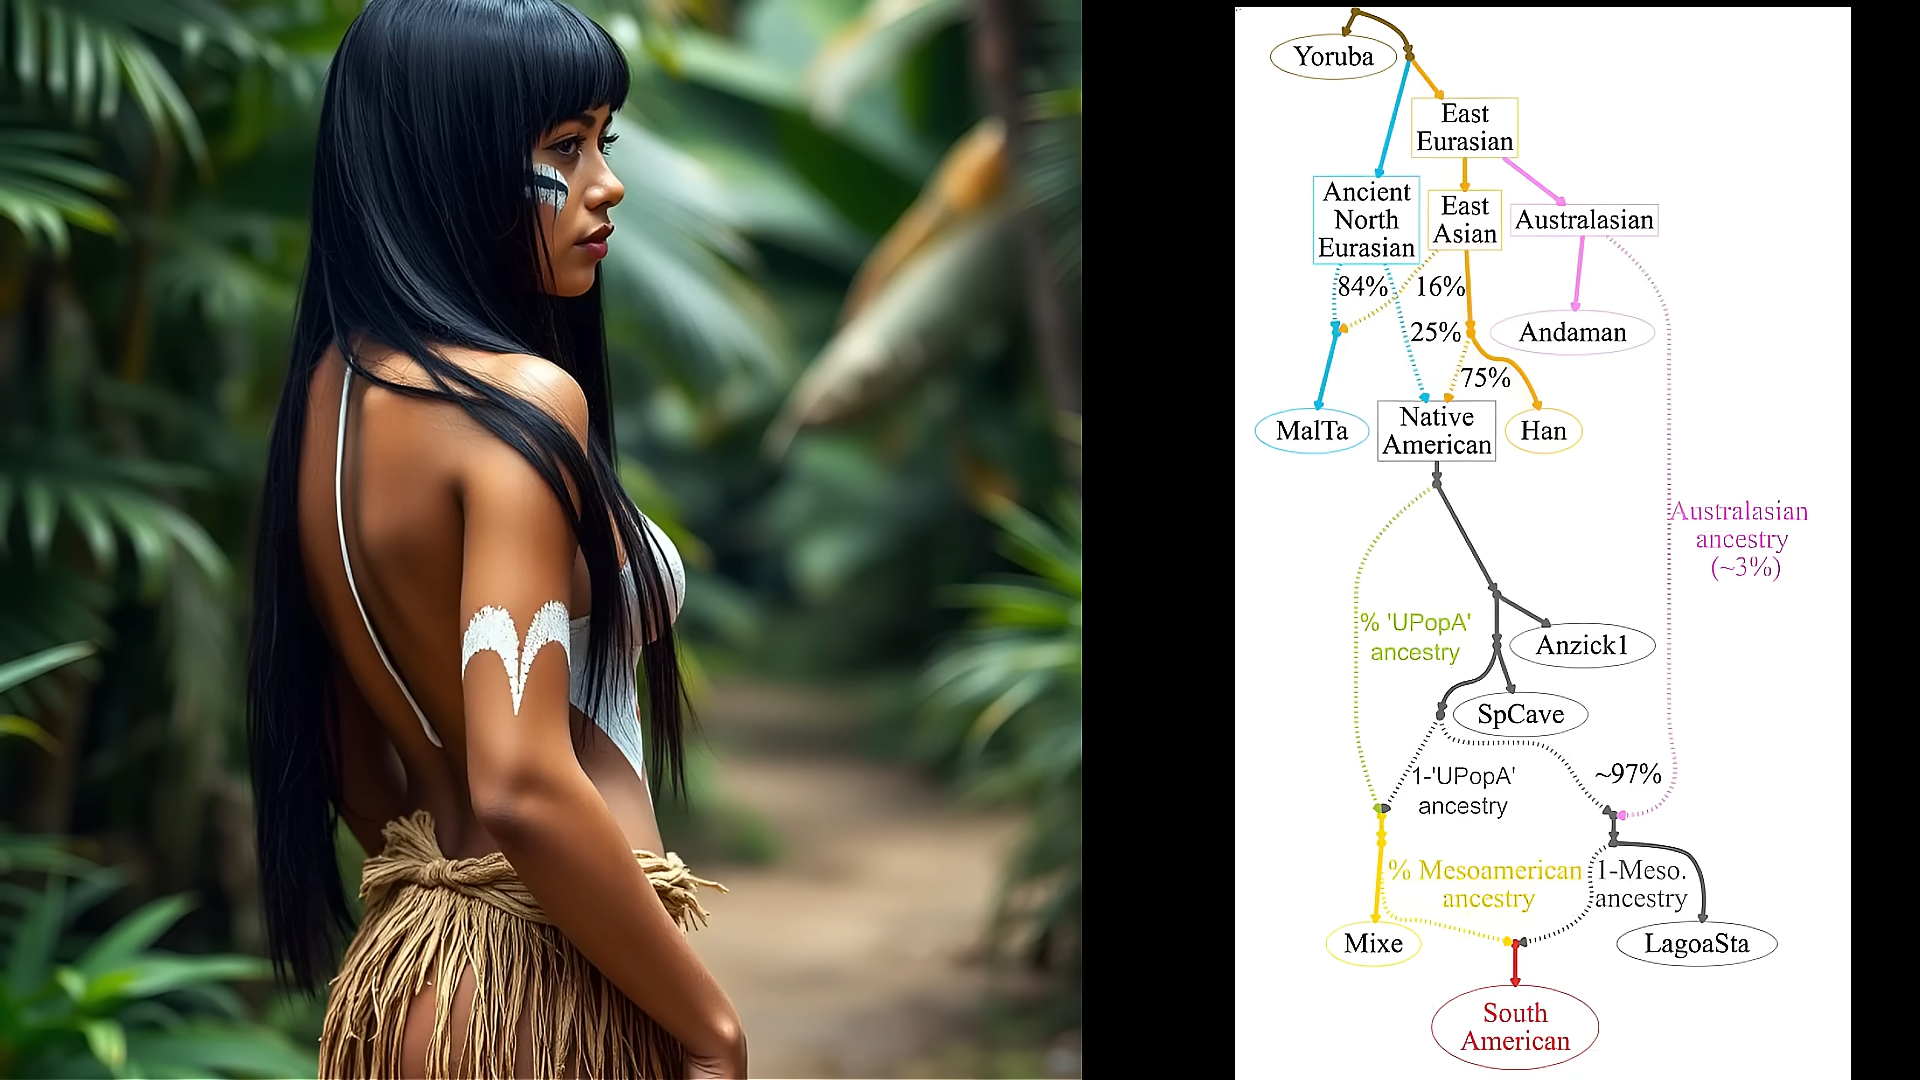 Yoruba
East
Eurasian
Ancient
North
Eurasian
East
Asian
Australasian
84%
16%
25%
Andaman
75%
MalTa
Native
American
Han
Australasian
ancestry
(~3%)
% 'UPopA'
ancestry
Anzick1
SpCave
1-'UPopA'
ancestry
~97%
% Mesoamerican
ancestry
1-Meso.
ancestry
Mixe
LagoaSta
South
American